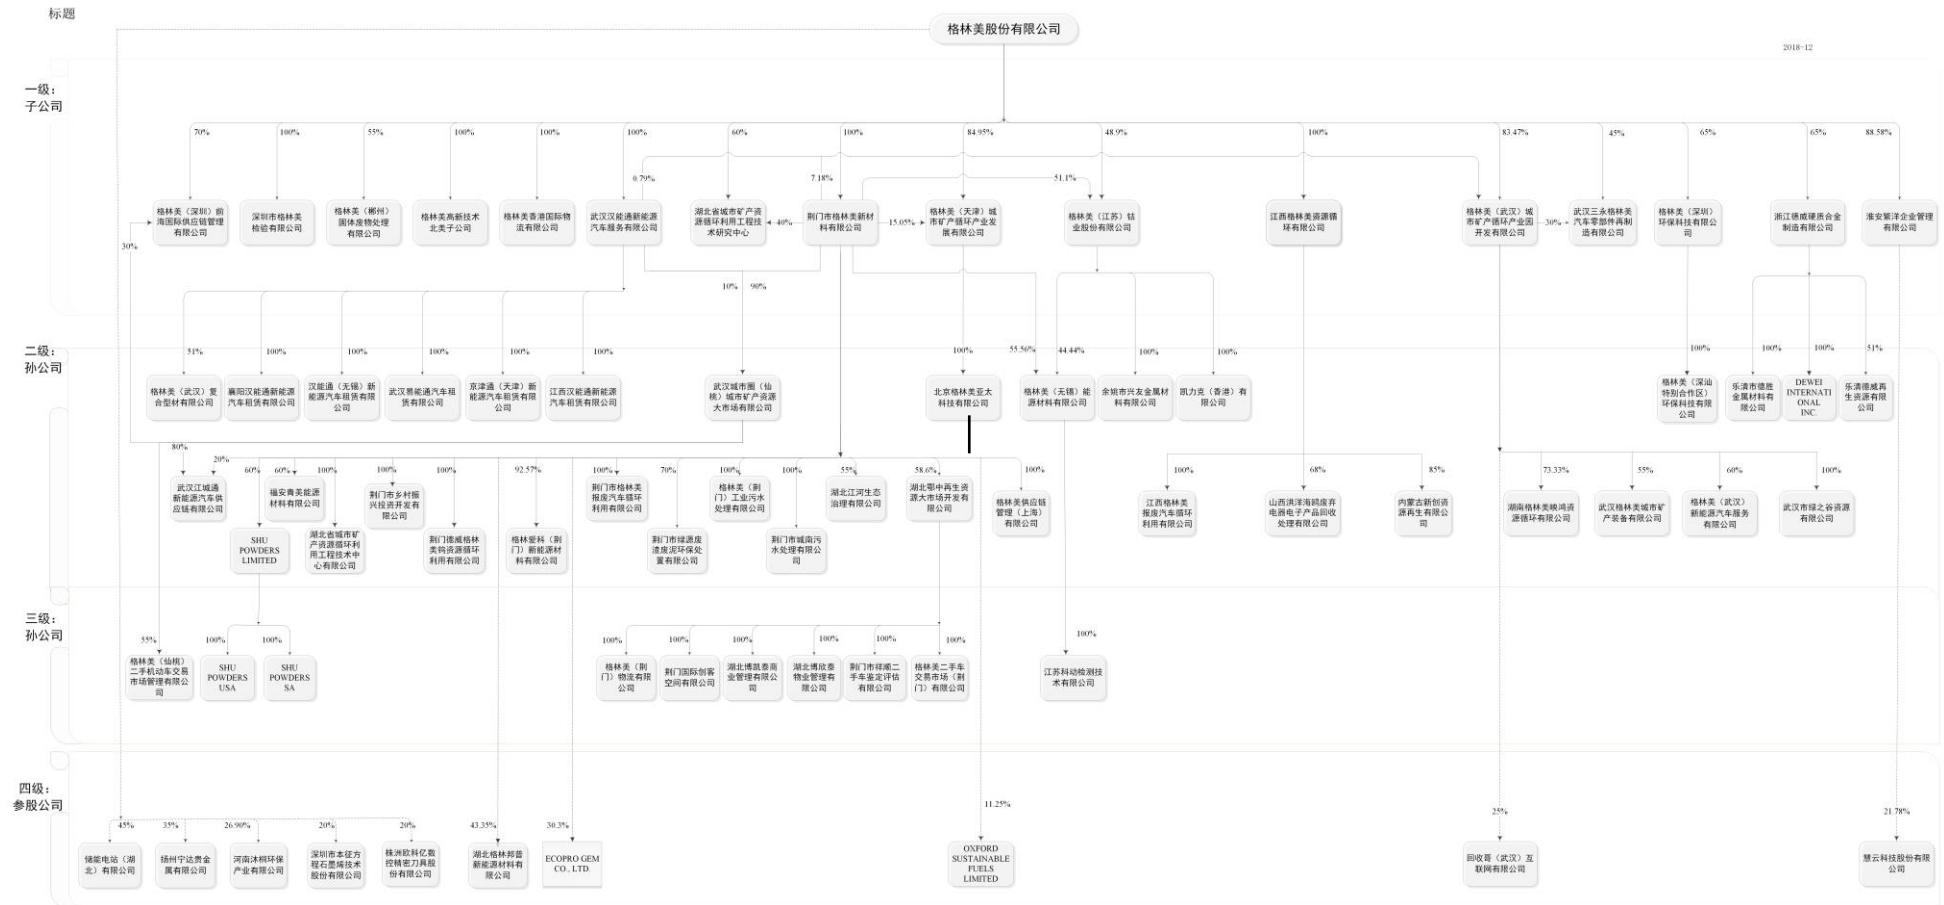 标题
格林美股份有限公司
2018-12
一级：
子公司
70%
100%
55%
100%
100%
100%
60%
100%
84.95%
48.9%
100%
83.47%
45%
65%
65%
88.58%
0.79%
7.18%
51.1%
格林美（深圳）前
海国际供应链管理
有限公司
深圳市格林美
检验有限公司
格林美（郴州）
固体废物处理
有限公司
格林美高新技术
北美子公司
格林美香港国际物
流有限公司
武汉汉能通新能源
汽车服务有限公司
湖北省城市矿产资
源循环利用工程技
术研究中心
40%
荆门市格林美新材
料有限公司
15.05%
格林美（天津）城
市矿产循环产业发
展有限公司
格林美（江苏）钴
业股份有限公司
江西格林美资源循
环有限公司
格林美（武汉）城
市矿产循环产业园
开发有限公司
30%
武汉三永格林美
汽车零部件再制
造有限公司
格林美（深圳）
环保科技有限公
司
浙江德威硬质合金
制造有限公司
淮安繁洋企业管理
有限公司
30%
10%
90%
二级：
孙公司
51%
100%
100%
100%
100%
100%
100%
55.56%
44.44%
100%
100%
100%
100%
100%
51%
格林美（武汉）复
合型材有限公司
襄阳汉能通新能源
汽车租赁有限公司
汉能通（无锡）新
能源汽车租赁有限公
司
武汉易能通汽车租
赁有限公司
京津通（天津）新
能源汽车租赁有限公
司
江西汉能通新能源
汽车租赁有限公司
武汉城市圈（仙
桃）城市矿产资源
大市场有限公司
北京格林美亚太
科技有限公司
格林美（无锡）能
源材料有限公司
余姚市兴友金属材
料有限公司
凯力克（香港）有
限公司
格林美（深汕
特别合作区）
环保科技有限
公司
乐清市德胜
金属材料有
限公司
DEWEI
INTERNATI
ONAL
INC.
乐清德威再
生资源有限
公司
80%
20%
60%
60%
100%
100%
100%
92.57%
100%
70%
100%
100%
55%
58.6%
100%
100%
68%
85%
73.33%
55%
60%
100%
武汉江城通
新能源汽车供
应链有限公司
福安青美能源
材料有限公司
荆门市乡村振
兴投资开发有
限公司
荆门市格林美
报废汽车循环
利用有限公司
格林美（荆
门）工业污水
处理有限公司
湖北江河生态
治理有限公司
湖北鄂中再生资
源大市场开发有
限公司
格林美供应链
管理（上海）
有限公司
江西格林美
报废汽车循环
利用有限公司
山西洪洋海鸥废弃
电器电子产品回收
处理有限公司
内蒙古新创资
源再生有限公
司
湖南格林美映鸿资
源循环有限公司
武汉格林美城市矿
产装备有限公司
格林美（武汉）
新能源汽车服务
有限公司
武汉市绿之谷资源
有限公司
SHU
POWDERS
LIMITED
湖北省城市矿
产资源循环利
用工程技术中
心有限公司
荆门德威格林
美钨资源循环
利用有限公司
格林爱科（荆
门）新能源材
料有限公司
荆门市绿源废
渣废泥环保处
置有限公司
荆门市城南污
水处理有限公
司
三级：
孙公司
55%
100%
100%
100%
100%
100%
100%
100%
100%
100%
格林美（仙桃）
二手机动车交易
市场管理有限公
司
SHU
POWDERS
USA
SHU
POWDERS
SA
格林美（荆
门）物流有限
公司
荆门国际创客
空间有限公司
湖北博凯泰商
业管理有限公
司
湖北博欣泰
物业管理有
限公司
荆门市祥顺二
手车鉴定评估
有限公司
格林美二手车
交易市场（荆
门）有限公司
江苏科动检测技
术有限公司
四级：
参股公司
45%
35%
26.90%
20%
20%
43.35%
30.3%
11.25%
25%
21.78%
储能电站（湖
北）有限公司
扬州宁达贵金
属有限公司
河南沐桐环保
产业有限公司
深圳市本征方
程石墨烯技术
股份有限公司
株洲欧科亿数
控精密刀具股
份有限公司
湖北格林邦普
新能源材料有
限公司
ECOPRO GEM
CO., LTD.
OXFORD
SUSTAINABLE
FUELS
LIMITED
回收哥（武汉）互
联网有限公司
慧云科技股份有限
公司